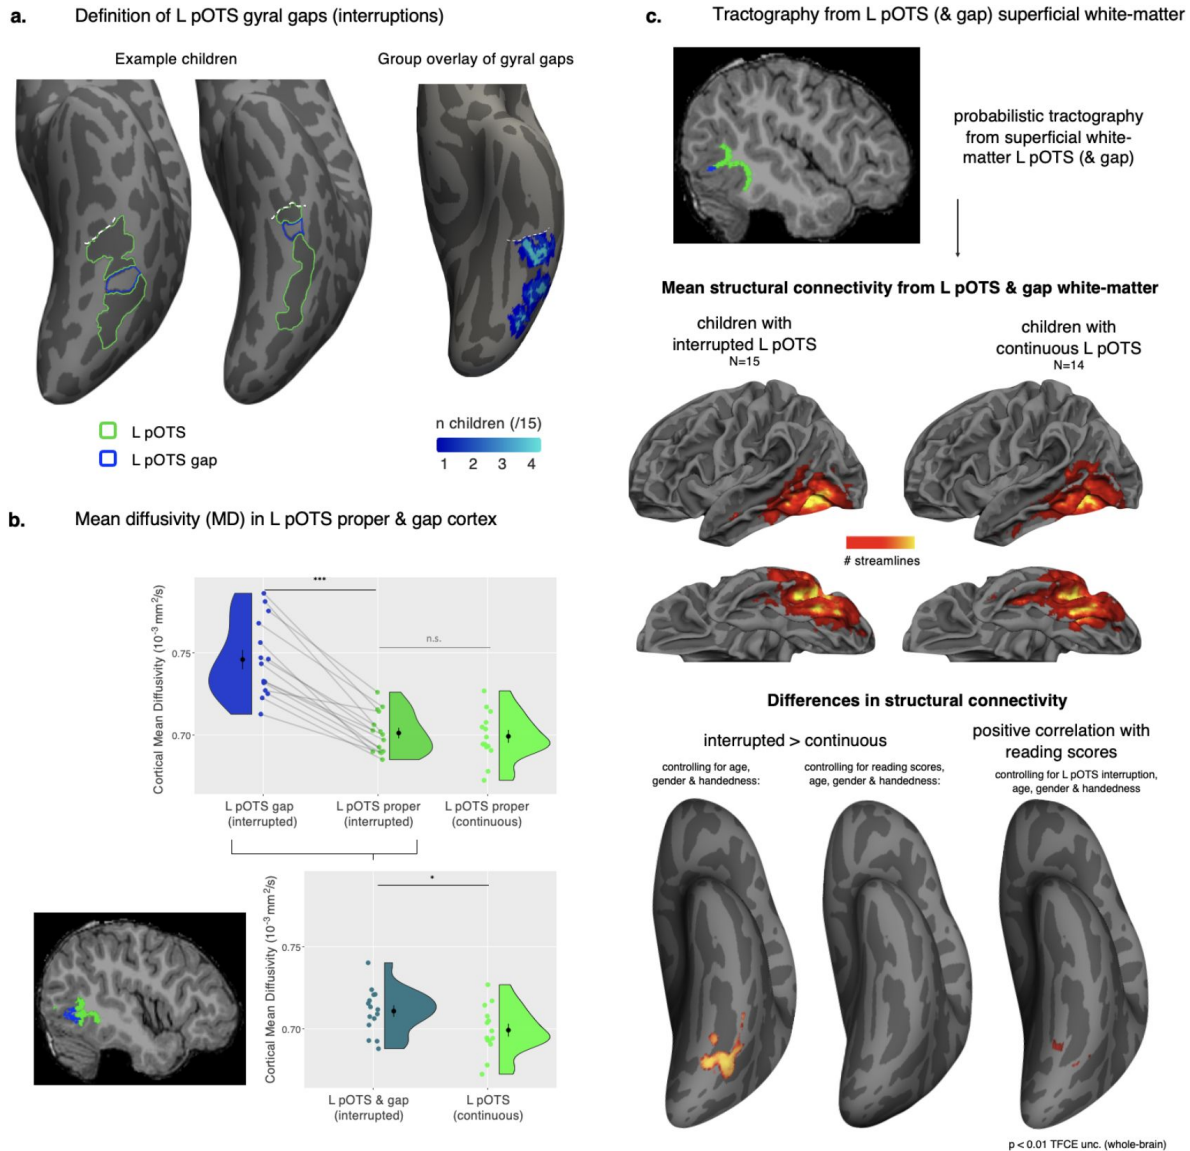 a.
Definition of L pOTS gyral gaps (interruptions)
Example children
Group overlay of gyral gaps
L pOTS
L pOTS gap
n children (/15)
1 2 3 4
b.
Mean diffusivity (MD) in L pOTS proper & gap cortex
Cortical Mean Diffusivity (10⁻³ mm²/s)
***
n.s.
0.75
0.70
L pOTS gap
(interrupted)
L pOTS proper
(interrupted)
L pOTS proper
(continuous)
Cortical Mean Diffusivity (10⁻³ mm²/s)
*
0.75
0.70
L pOTS & gap
(interrupted)
L pOTS
(continuous)
c.
Tractography from L pOTS (& gap) superficial white-matter
probabilistic tractography
from superficial white-
matter L pOTS (& gap)
Mean structural connectivity from L pOTS & gap white-matter
children with
interrupted L pOTS
N=15
children with
continuous L pOTS
N=14
# streamlines
Differences in structural connectivity
interrupted > continuous
controlling for age,
gender & handedness:
controlling for reading scores,
age, gender & handedness:
positive correlation with
reading scores
controlling for L pOTS interruption,
age, gender & handedness
p < 0.01 TFCE unc. (whole-brain)